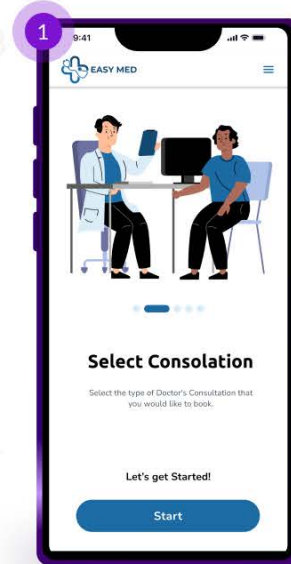 1
9:41
EASY MED
Select Consolation
Select the type of Doctor's Consultation that
you would like to book.
Let's get Started!
Start